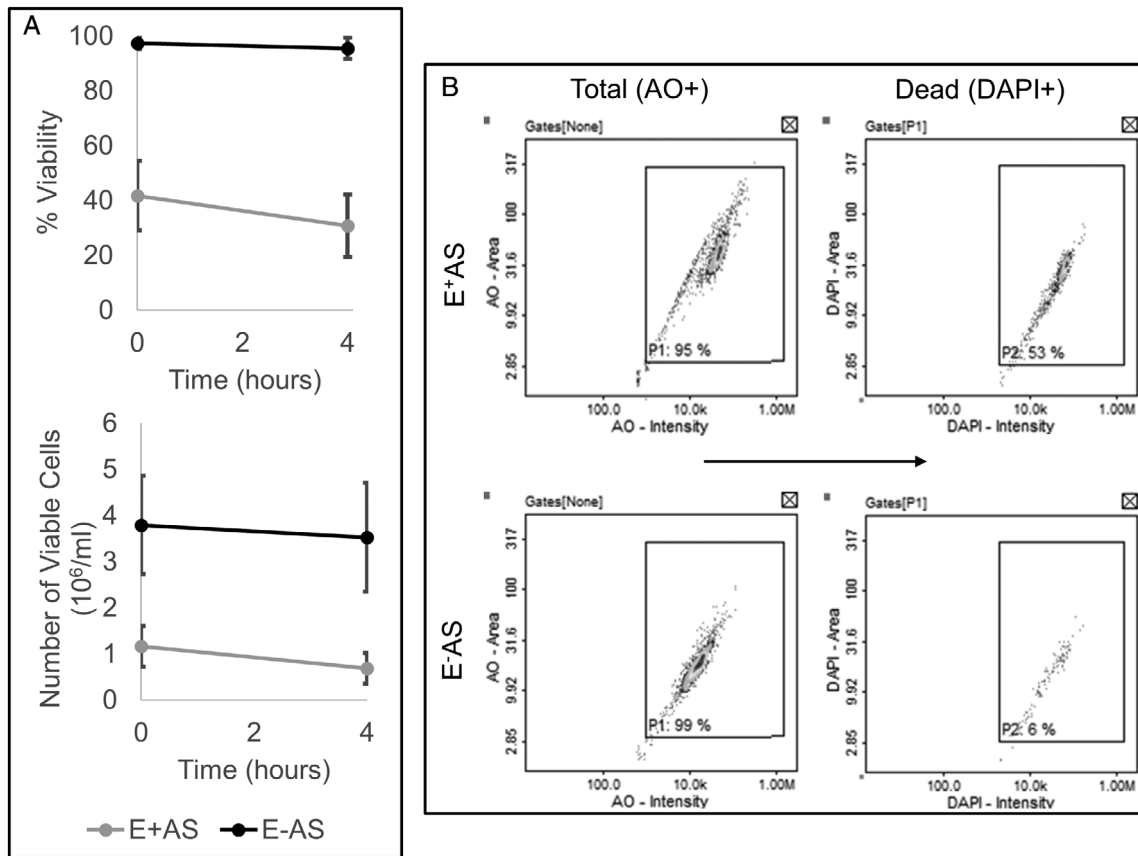 A
100
80
60
40
20
0
% Viability
0 2 4
Time (hours)
6
5
4
3
2
1
0
Number of Viable Cells
(10⁶/ml)
0 2 4
Time (hours)
E+AS E-AS
B
Total (AO+) Dead (DAPI+)
E⁺AS
Gates[None]
317
100
31.6
9.92
2.85
AO - Area
P1: 95 %
100.0 10.0k 1.00M
AO - Intensity
Gates[P1]
317
100
31.6
9.92
2.85
DAPI - Area
P2: 53 %
100.0 10.0k 1.00M
DAPI - Intensity
E⁻AS
Gates[None]
317
100
31.6
9.92
2.85
AO - Area
P1: 99 %
100.0 10.0k 1.00M
AO - Intensity
Gates[P1]
317
100
31.6
9.92
2.85
DAPI - Area
P2: 6 %
100.0 10.0k 1.00M
DAPI - Intensity